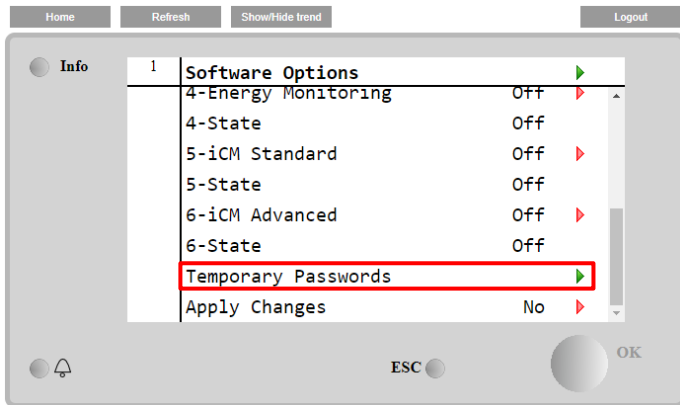 Home Refresh Show/Hide trend Logout
Info 1 Software Options
4-Energy Monitoring Off
4-State Off
5-iCM Standard Off
5-State Off
6-iCM Advanced Off
6-State Off
Temporary Passwords
Apply Changes No
ESC OK